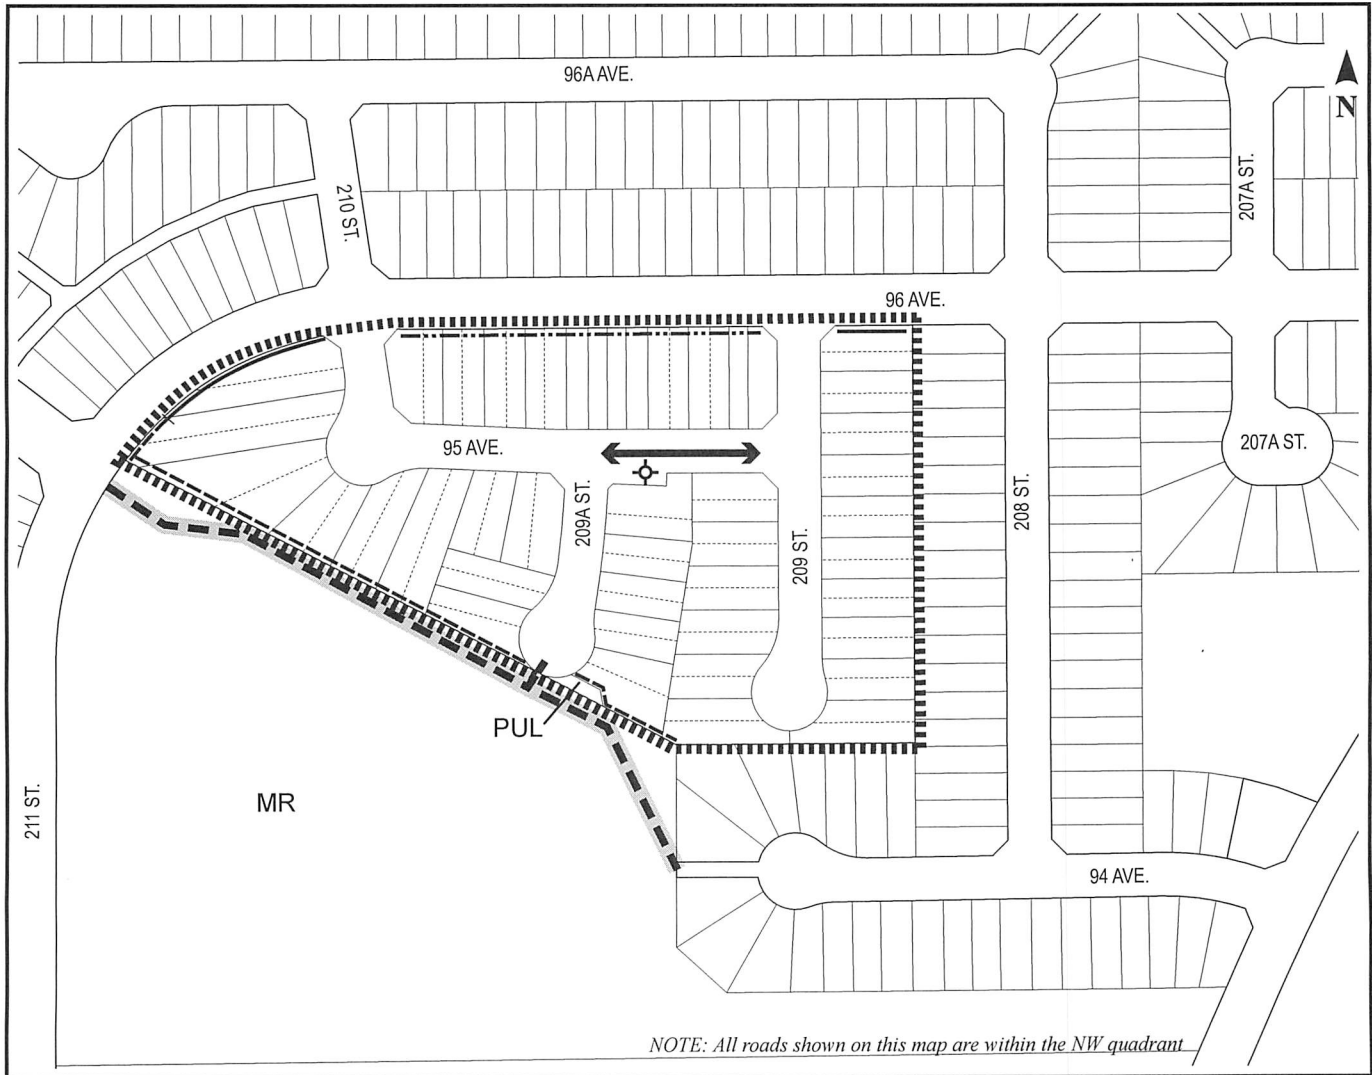 96A AVE.
N
210 ST.
207A ST.
96 AVE.
95 AVE.
207A ST.
209A ST.
208 ST.
209 ST.
PUL
MR
211 ST.
94 AVE.
NOTE: All roads shown on this map are within the NW quadrant